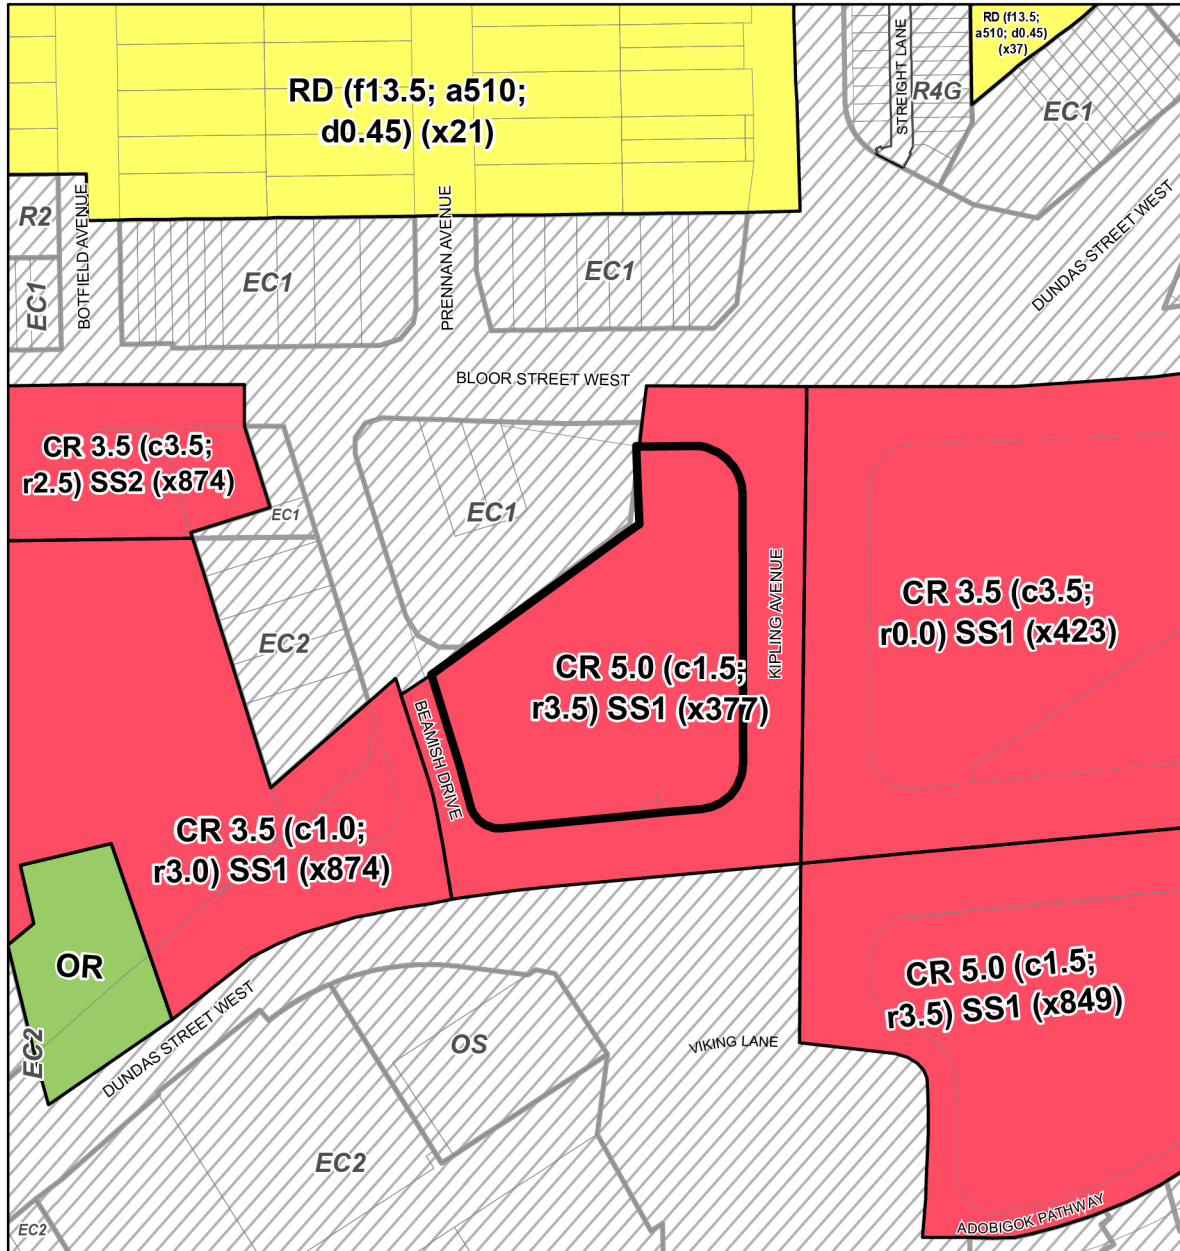 RD (f13.5; a510;
d0.45) (x21)
RD (f13.5;
a510; d0.45)
(x37)
STREIGHT LANE
R4G
EC1
R2
EC1
BOTFIELD AVENUE
EC1
PRENNAN AVENUE
EC1
DUNDAS STREET WEST
BLOOR STREET WEST
CR 3.5 (c3.5;
r2.5) SS2 (x874)
EC1
EC1
EC2
KIPLING AVENUE
CR 3.5 (c3.5;
r0.0) SS1 (x423)
CR 5.0 (c1.5;
r3.5) SS1 (x377)
BEAMISH DRIVE
CR 3.5 (c1.0;
r3.0) SS1 (x874)
OR
EC2
DUNDAS STREET WEST
OS
VIKING LANE
CR 5.0 (c1.5;
r3.5) SS1 (x849)
EC2
EC2
ADOBIGOK PATHWAY